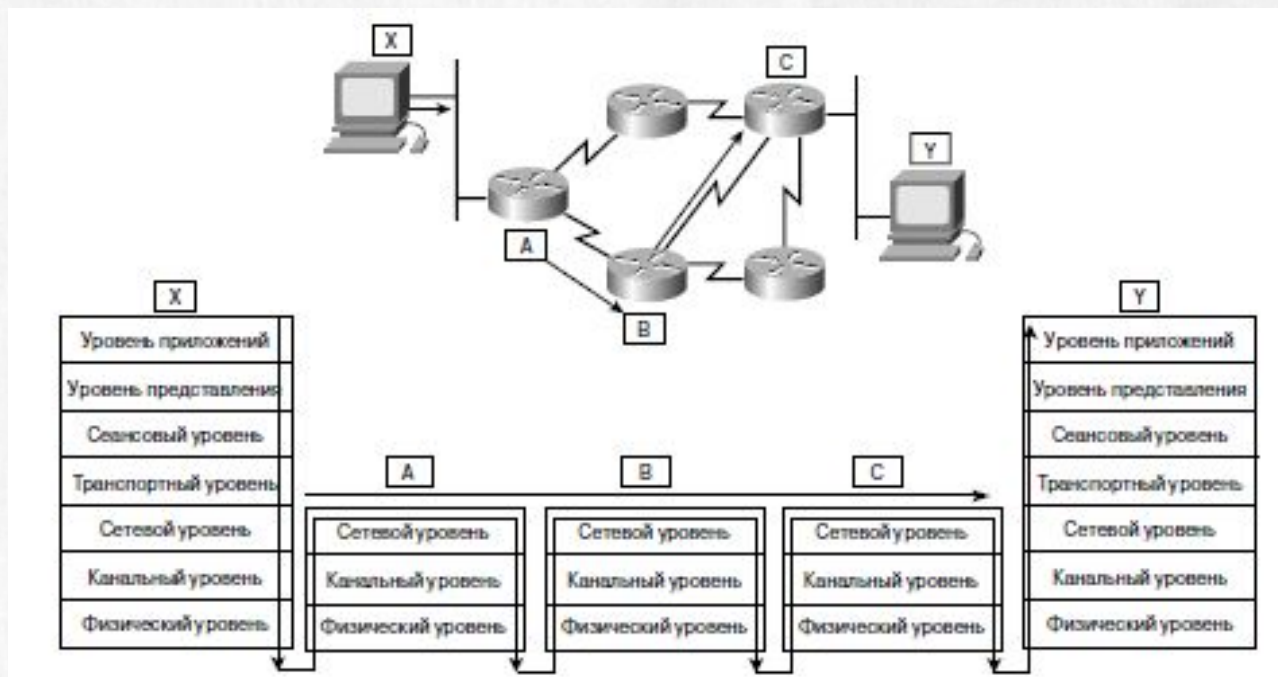 X
C
Y
A
B
X
Уровень приложений
Уровень представления
Сеансовый уровень
Транспортный уровень
Сетевой уровень
Канальный уровень
Физический уровень
A
Сетевой уровень
Канальный уровень
Физический уровень
B
Сетевой уровень
Канальный уровень
Физический уровень
C
Сетевой уровень
Канальный уровень
Физический уровень
Y
Уровень приложений
Уровень представления
Сеансовый уровень
Транспортный уровень
Сетевой уровень
Канальный уровень
Физический уровень